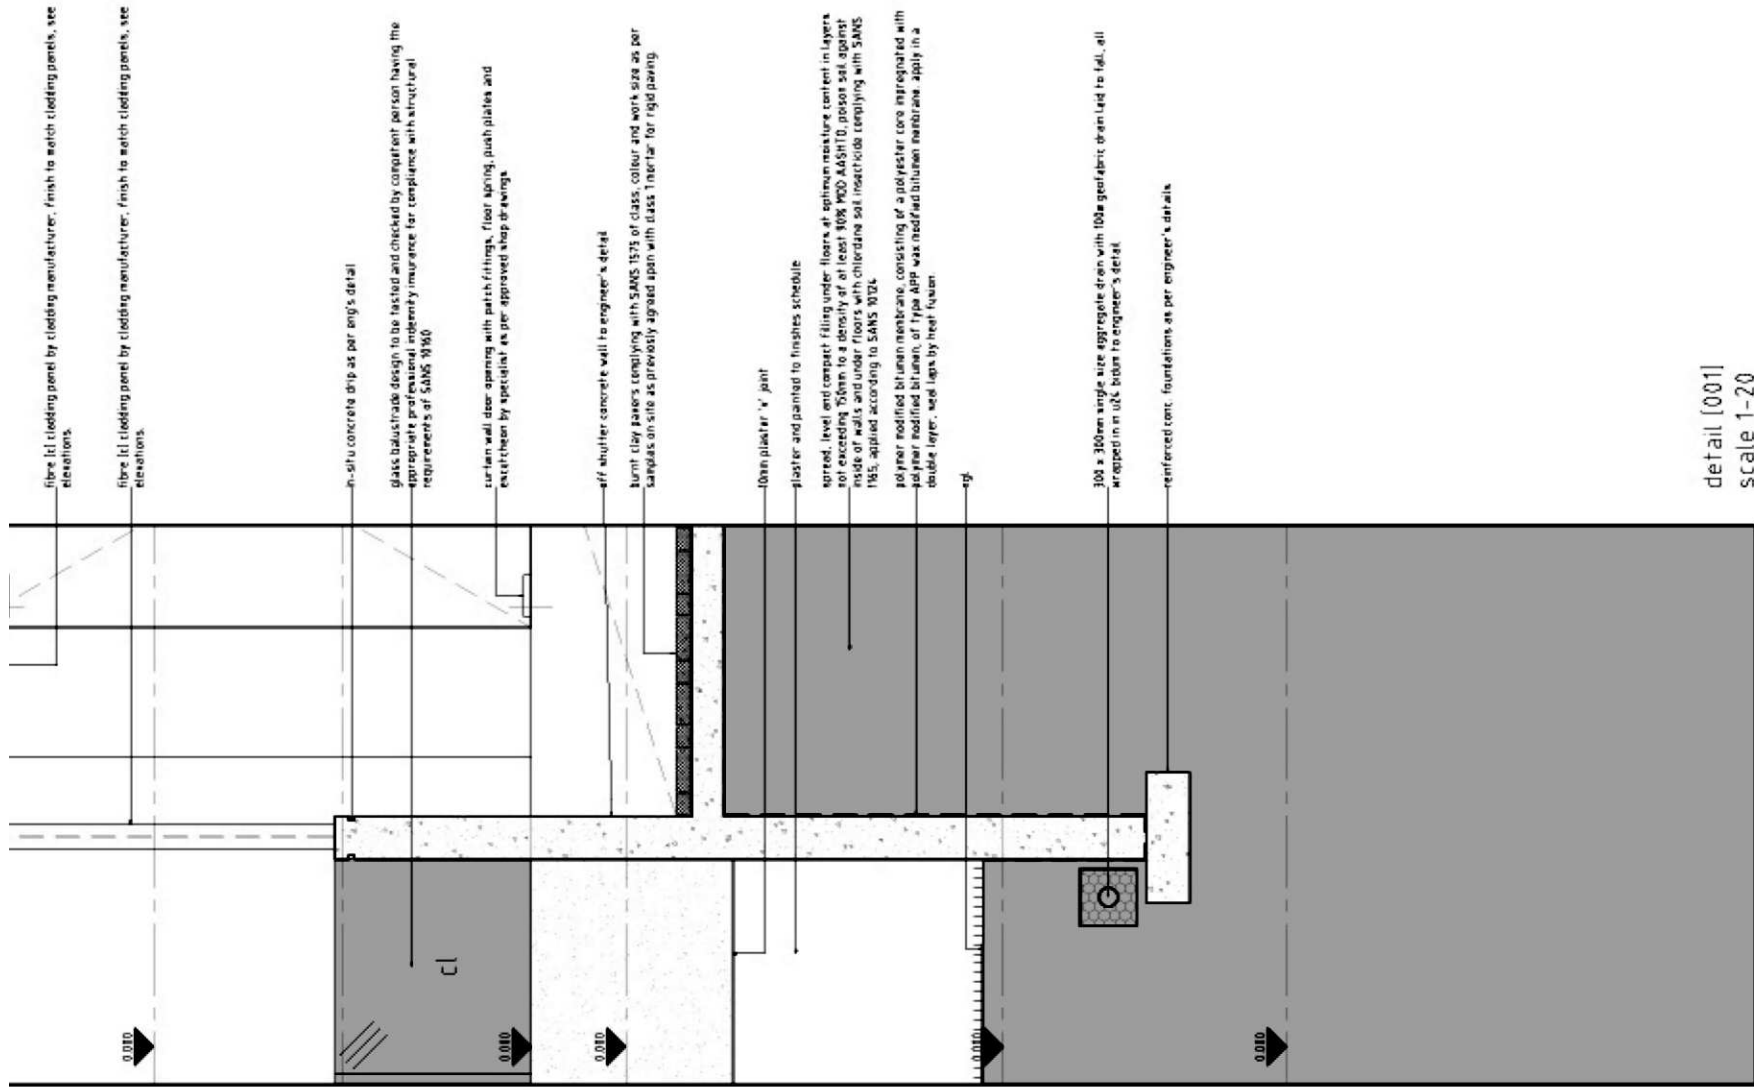 fibre [c] cladding panel by cladding manufacturer, finish to match cladding panels, see
elevations.
fibre [c] cladding panel by cladding manufacturer, finish to match cladding panels, see
elevations.
in-situ concrete drip as per eng's detail
glass balustrade design to be tested and checked by competent person having the
appropriate professional indemnity insurance for compliance with structural
requirements of SANS 10160
curtain wall door opening with patch fittings, floor spring, push plates and
escutcheon by specialist as per approved shop drawings.
off shutter concrete wall to engineer's detail
burnt clay pavers complying with SANS 1575 of class, colour and work size as per
samples on site as previously agreed upon with class 1 mortar for rigid paving.
10mm plaster 'v' joint
plaster and painted to finishes schedule
spread, level and compact filling under floors at optimum moisture content in layers
not exceeding 150mm to a density of at least 90% MOD AASHTO, poison soil against
inside of walls and under floors with chlordane soil insecticide complying with SANS
1165, applied according to SANS 10124
polymer modified bitumen membrane, consisting of a polyester core impregnated with
polymer modified bitumen, of type APP wax modified bitumen membrane. apply in a
double layer, seal laps by heat fusion.
ngl
300 x 300mm single size aggregate drain with 100ø geofabric drain laid to fall, all
wrapped in in u24 bidum to engineer's detail
reinforced conc. foundations as per engineer's details
cl
0.000
0.000
0.000
0.000
0.000
detail [001]
scale 1-20